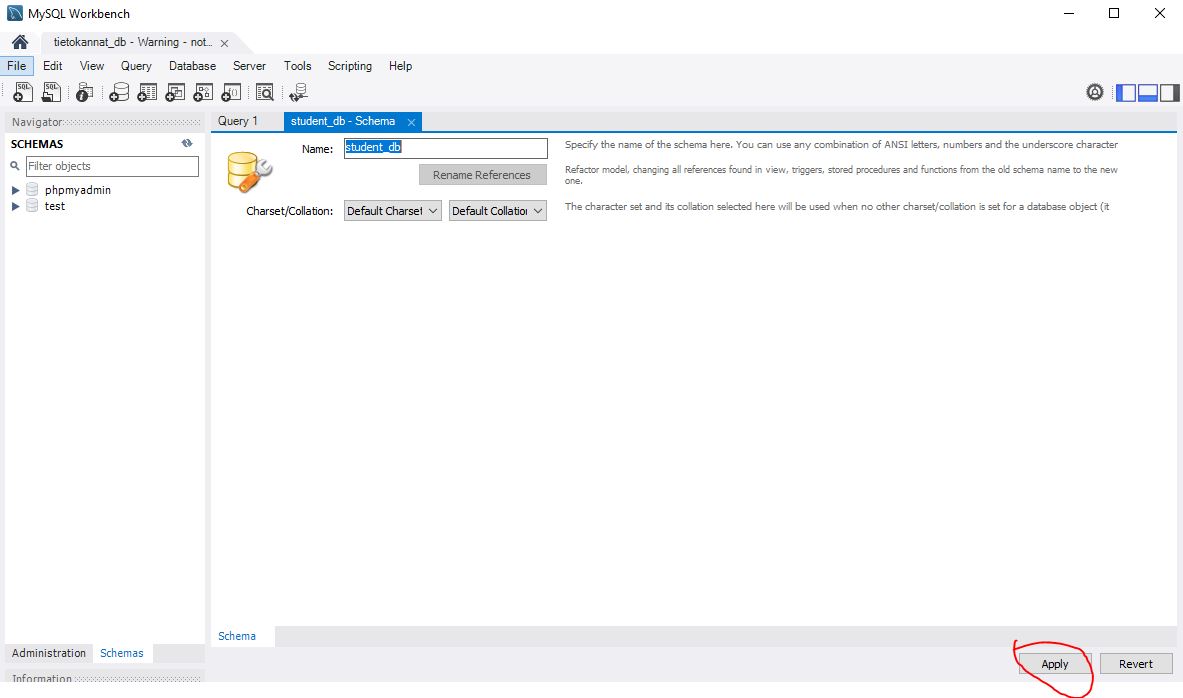 MySQL Workbench
tietokannat_db - Warning - not...
File Edit View Query Database Server Tools Scripting Help
Navigator
SCHEMAS
Filter objects
phpmyadmin
test
Query 1
student_db - Schema
Name: student_db
Specify the name of the schema here. You can use any combination of ANSI letters, numbers and the underscore character
Rename References
Refactor model, changing all references found in view, triggers, stored procedures and functions from the old schema name to the new
one.
Charset/Collation: Default Charset Default Collation
The character set and its collation selected here will be used when no other charset/collation is set for a database object (it
Schema
Administration Schemas
Apply Revert
Information